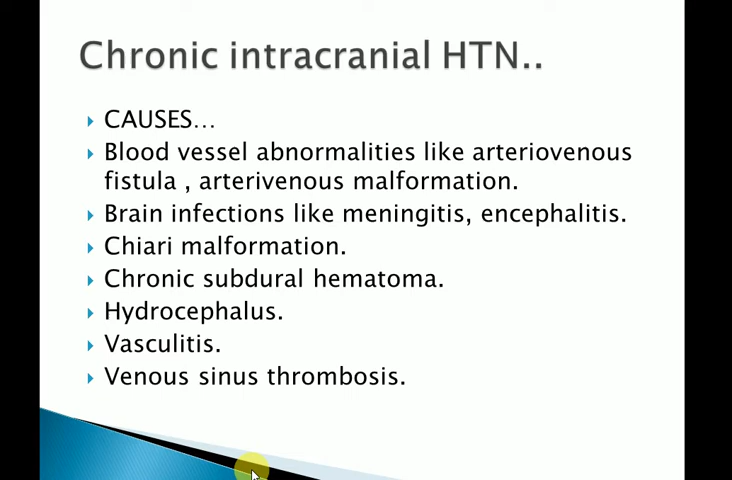 Chronic intracranial HTN..
CAUSES…
Blood vessel abnormalities like arteriovenous
fistula , arterivenous malformation.
Brain infections like meningitis, encephalitis.
Chiari malformation.
Chronic subdural hematoma.
Hydrocephalus.
Vasculitis.
Venous sinus thrombosis.